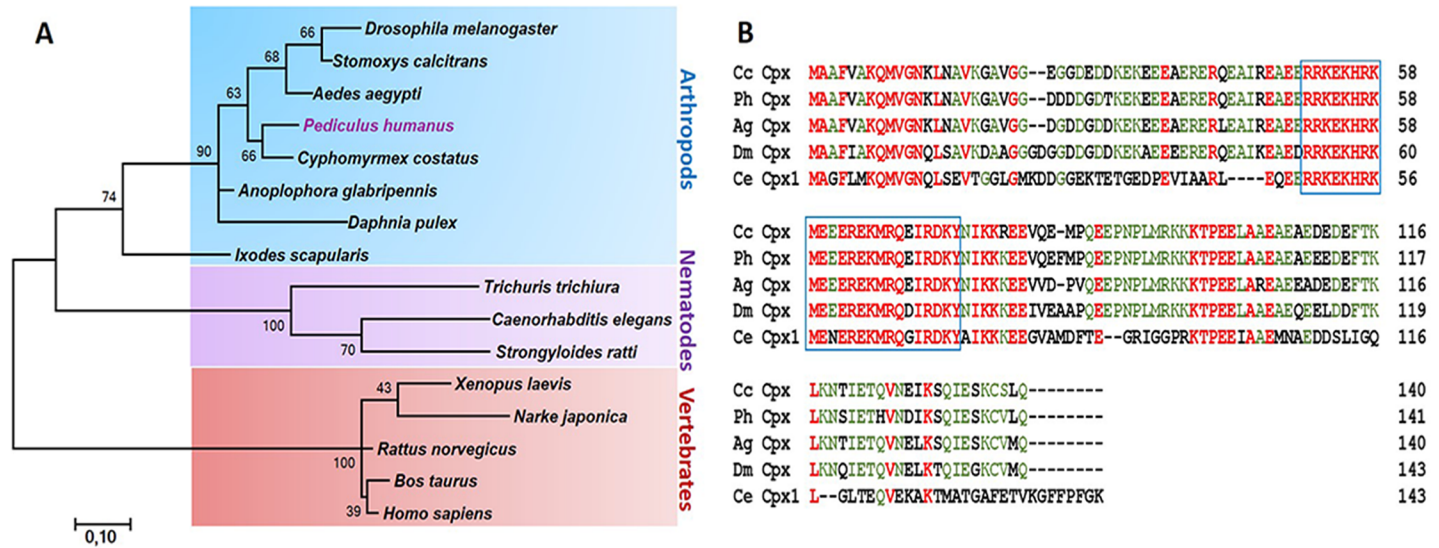 A
66 Drosophila melanogaster
68 Stomoxys calcitrans
Aedes aegypti
63
Pediculus humanus
66 Cyphomyrmex costatus
90
Anoplophora glabripennis
74
Daphnia pulex
Ixodes scapularis
Arthropods
Trichuris trichiura
100 Caenorhabditis elegans
70 Strongyloides ratti
Nematodes
43 Xenopus laevis
Narke japonica
Rattus norvegicus
100
Bos taurus
39 Homo sapiens
Vertebrates
0,10
B
Cc Cpx MAAFVAKQMVGNKLNAVKGAVGG--EGGDEDDKEKEEEAERERQEAIREAEERRKEKHRK 58
Ph Cpx MAAFVAKQMVGNKLNAVKGAVGG--DDDDGDTKEKEEEAERERQEAIREAEERRKEKHRK 58
Ag Cpx MAAFVAKQMVGNKLNAVKGAVGG--DGDDGDDKEKEEEAERERLEAIREAEERRKEKHRK 58
Dm Cpx MAAFIAKQMVGNQLSAVKDAAGGGDGDDGDDKEKAEEEERERQEAIKEAEDRRKEKHRK 60
Ce Cpx1 MAGFLMKQMVGNQLSEVTGGLGMKDDGGEKTETGEDPEVIAARL----EQEERRKEKHRK 56
Cc Cpx MEEEREKMRQEIRDKYNIKKREEVQE-MPQEEPNPLMRKKKTPEELAAEAEAEDEDEFTK 116
Ph Cpx MEEEREKMRQEIRDKYNIKKKEEVQEFMPQEEPNPLMRKKKTPEELAAEAEAEEEDEFTK 117
Ag Cpx MEEEREKMRQEIRDKYNIKKKEEVVD-PVQEEPNPLMRKKKTPEELAREAEEADEDEFTK 116
Dm Cpx MEEEREKMRQDIRDKYNIKKKEEIVEAAPQEEPNPLMRKKKTPEELAAEAEQEELDDFTK 119
Ce Cpx1 MENEREKMRQGIRDKYAIKKKEEGVAMDFTE--GRIGGPRKTPEEIAAEMNAEDDSLIGQ 116
Cc Cpx LKNTIETQVNEIKSQIESKCSLQ-------- 140
Ph Cpx LKNSIETHVNDIKSQIESKCVLQ-------- 141
Ag Cpx LKNTIETQVNELKSQIESKCVMQ-------- 140
Dm Cpx LKNQIETQVNELKTQIEGKCVMQ-------- 143
Ce Cpx1 L--GLTEQVEKAKTMATGAFETVKGFFPFGK 143